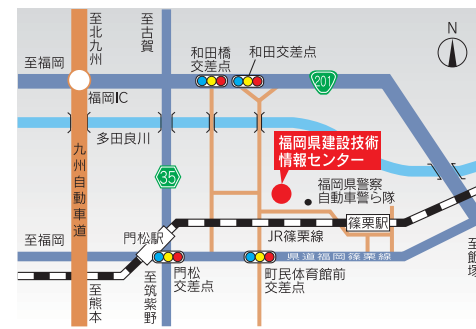 至北九州
至古賀
和田橋
交差点
和田交差点
N
至福岡
201
福岡IC
多田良川
福岡県建設技術
情報センター
九州自動車道
35
福岡県警察
自動車警ら隊
門松駅
JR篠栗線
篠栗駅
至福岡
県道福岡篠栗線
至飯塚
門松
交差点
町民体育館前
交差点
至熊本
至筑紫野